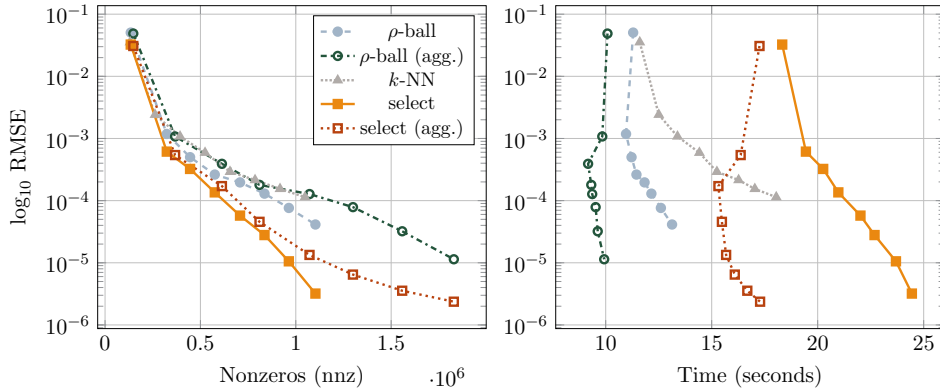 log₁₀ RMSE
10⁻¹
10⁻²
10⁻³
10⁻⁴
10⁻⁵
10⁻⁶
0
0.5
1
1.5
·10⁶
Nonzeros (nnz)
ρ-ball
ρ-ball (agg.)
k-NN
select
select (agg.)
10⁻¹
10⁻²
10⁻³
10⁻⁴
10⁻⁵
10⁻⁶
10
15
20
25
Time (seconds)